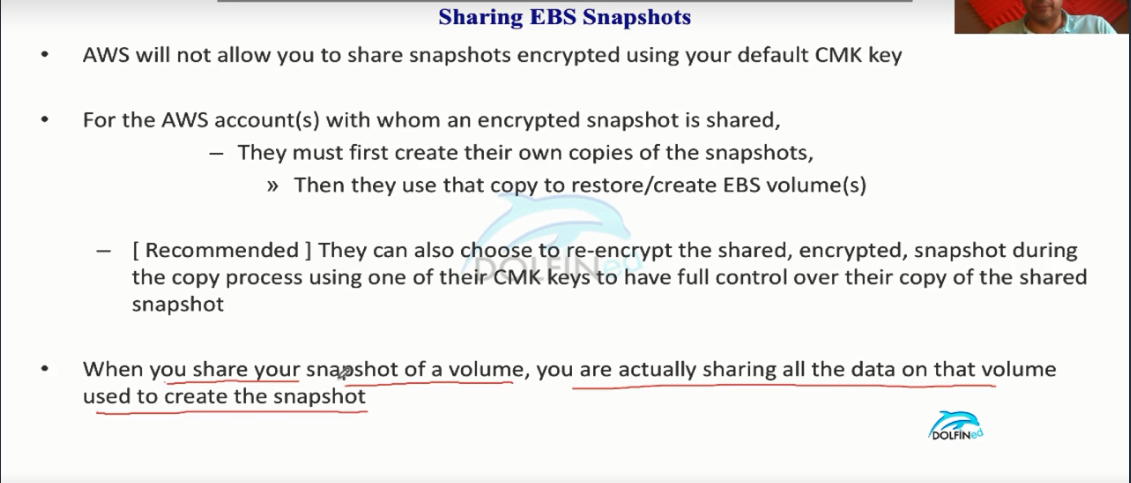 Sharing EBS Snapshots
• AWS will not allow you to share snapshots encrypted using your default CMK key
• For the AWS account(s) with whom an encrypted snapshot is shared,
– They must first create their own copies of the snapshots,
» Then they use that copy to restore/create EBS volume(s)
– [ Recommended ] They can also choose to re-encrypt the shared, encrypted, snapshot during
the copy process using one of their CMK keys to have full control over their copy of the shared
snapshot
DOLFINed
• When you share your snapshot of a volume, you are actually sharing all the data on that volume
used to create the snapshot
DOLFINed